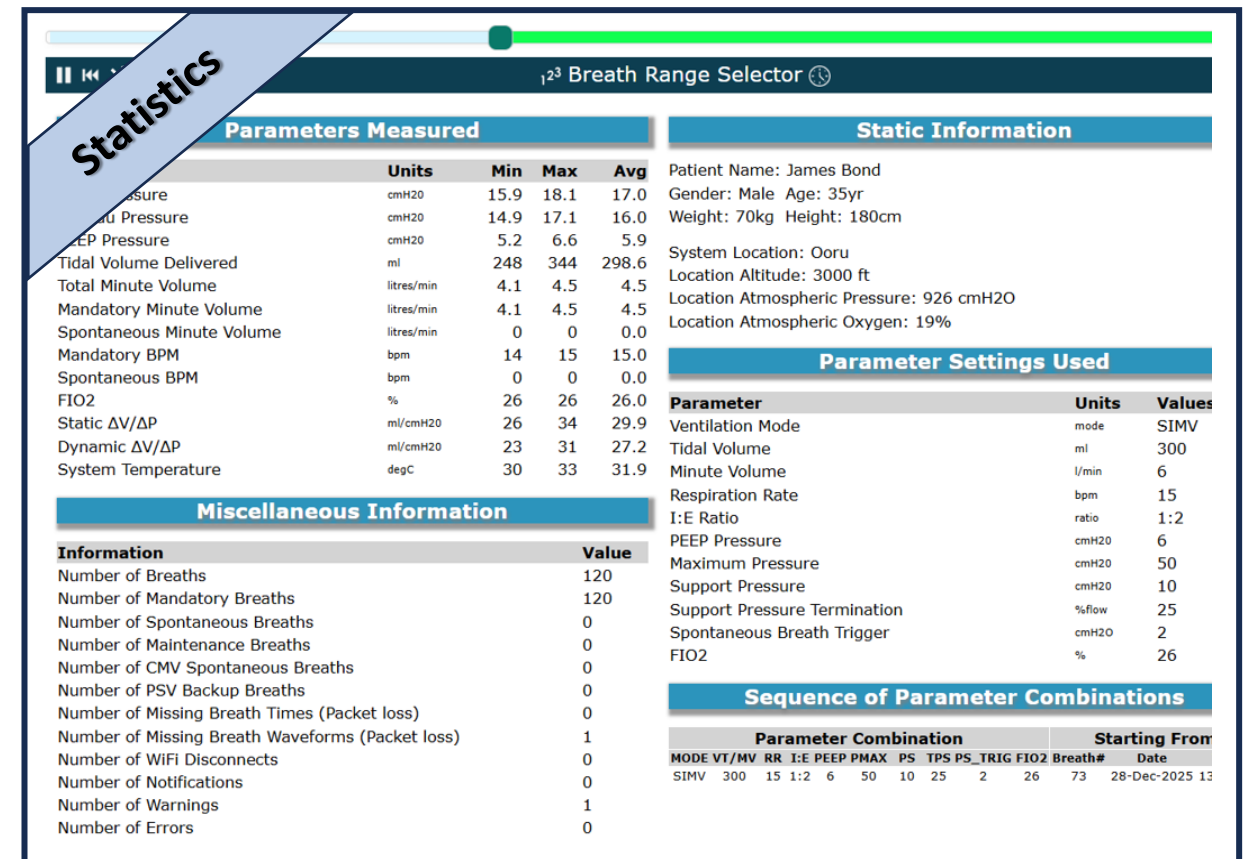 Statistics
123 Breath Range Selector
Parameters Measured
Units Min Max Avg
cmH20 15.9 18.1 17.0
Pressure cmH20 14.9 17.1 16.0
Pressure cmH20 5.2 6.6 5.9
Tidal Volume Delivered ml 248 344 298.6
Total Minute Volume litres/min 4.1 4.5 4.5
Mandatory Minute Volume litres/min 4.1 4.5 4.5
Spontaneous Minute Volume litres/min 0 0 0.0
Mandatory BPM bpm 14 15 15.0
Spontaneous BPM bpm 0 0 0.0
FIO2 % 26 26 26.0
Static ΔV/ΔP ml/cmH20 26 34 29.9
Dynamic ΔV/ΔP ml/cmH20 23 31 27.2
System Temperature degC 30 33 31.9
Miscellaneous Information
Information Value
Number of Breaths 120
Number of Mandatory Breaths 120
Number of Spontaneous Breaths 0
Number of Maintenance Breaths 0
Number of CMV Spontaneous Breaths 0
Number of PSV Backup Breaths 0
Number of Missing Breath Times (Packet loss) 0
Number of Missing Breath Waveforms (Packet loss) 1
Number of WiFi Disconnects 0
Number of Notifications 0
Number of Warnings 1
Number of Errors 0
Static Information
Patient Name: James Bond
Gender: Male Age: 35yr
Weight: 70kg Height: 180cm
System Location: Ooru
Location Altitude: 3000 ft
Location Atmospheric Pressure: 926 cmH2O
Location Atmospheric Oxygen: 19%
Parameter Settings Used
Parameter Units Values
Ventilation Mode mode SIMV
Tidal Volume ml 300
Minute Volume l/min 6
Respiration Rate bpm 15
I:E Ratio ratio 1:2
PEEP Pressure cmH20 6
Maximum Pressure cmH20 50
Support Pressure cmH20 10
Support Pressure Termination %flow 25
Spontaneous Breath Trigger cmH2O 2
FIO2 % 26
Sequence of Parameter Combinations
Parameter Combination Starting From
MODE VT/MV RR I:E PEEP PMAX PS TPS PS_TRIG FIO2 Breath# Date
SIMV 300 15 1:2 6 50 10 25 2 26 73 28-Dec-2025 13